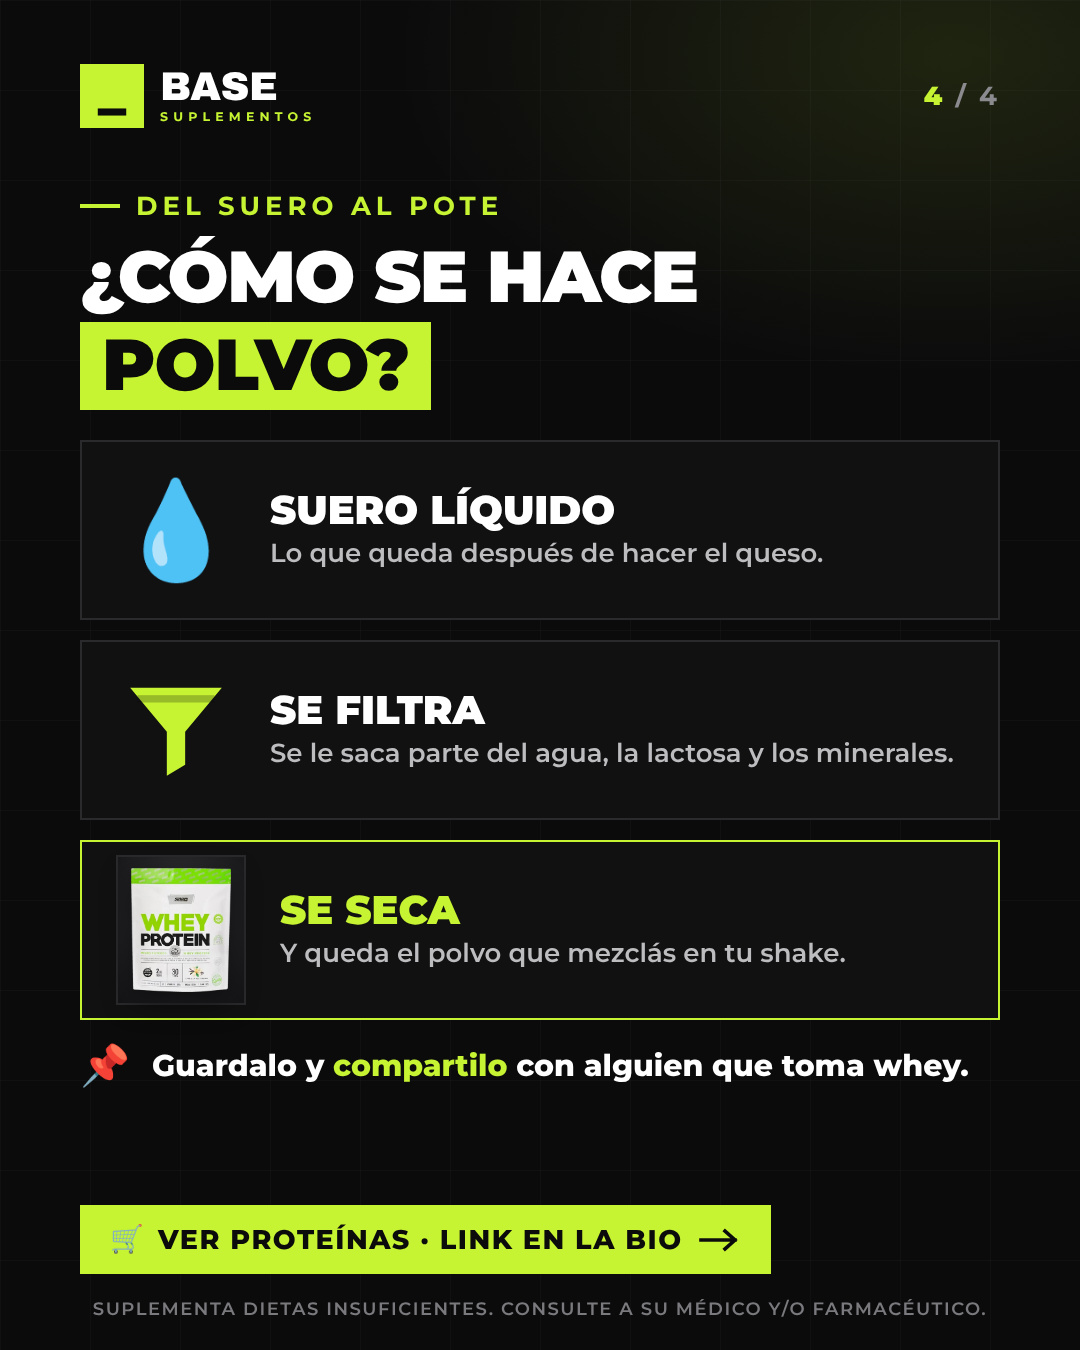 BASE
SUPLEMENTOS
4 / 4
DEL SUERO AL POTE
¿CÓMO SE HACE
POLVO?
SUERO LÍQUIDO
Lo que queda después de hacer el queso.
SE FILTRA
Se le saca parte del agua, la lactosa y los minerales.
WHEY
PROTEIN
SE SECA
Y queda el polvo que mezclás en tu shake.
Guardalo y compartilo con alguien que toma whey.
VER PROTEÍNAS · LINK EN LA BIO
SUPLEMENTA DIETAS INSUFICIENTES. CONSULTE A SU MÉDICO Y/O FARMACÉUTICO.